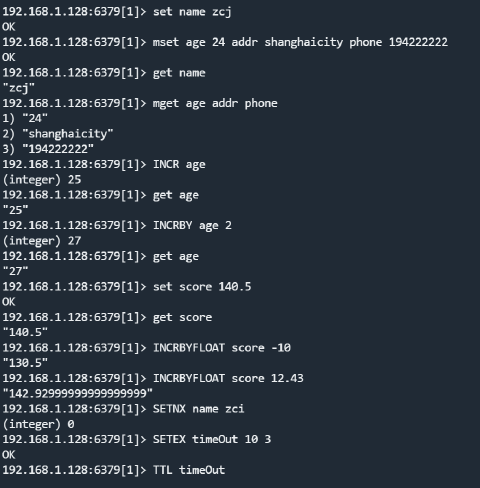 192.168.1.128:6379[1]> set name zcj
OK
192.168.1.128:6379[1]> mset age 24 addr shanghaicity phone 194222222
OK
192.168.1.128:6379[1]> get name
"zcj"
192.168.1.128:6379[1]> mget age addr phone
1) "24"
2) "shanghaicity"
3) "194222222"
192.168.1.128:6379[1]> INCR age
(integer) 25
192.168.1.128:6379[1]> get age
"25"
192.168.1.128:6379[1]> INCRBY age 2
(integer) 27
192.168.1.128:6379[1]> get age
"27"
192.168.1.128:6379[1]> set score 140.5
OK
192.168.1.128:6379[1]> get score
"140.5"
192.168.1.128:6379[1]> INCRBYFLOAT score -10
"130.5"
192.168.1.128:6379[1]> INCRBYFLOAT score 12.43
"142.92999999999999999"
192.168.1.128:6379[1]> SETNX name zci
(integer) 0
192.168.1.128:6379[1]> SETEX timeOut 10 3
OK
192.168.1.128:6379[1]> TTL timeOut